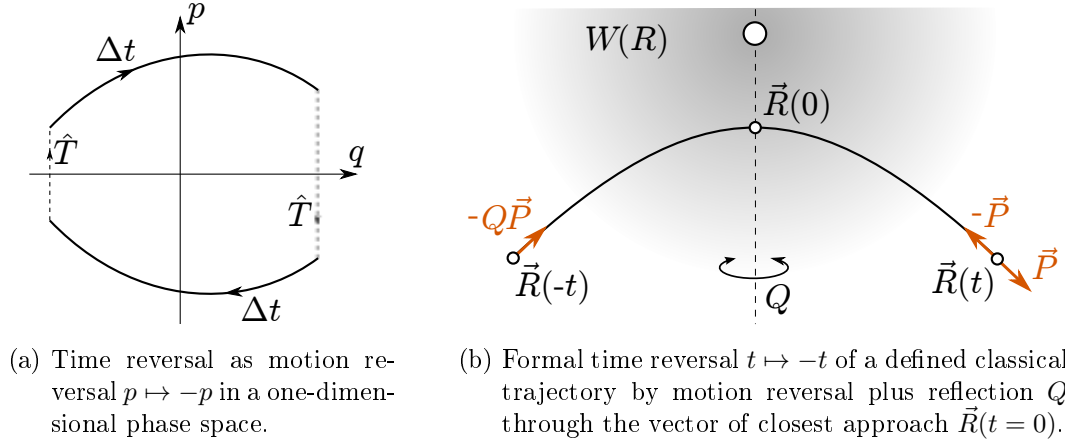 p
Δt
T̂
q
T̂
Δt
W(R)
R⃗(0)
-QP⃗
-P⃗
R⃗(-t)
R⃗(t)
P⃗
Q
(a) Time reversal as motion re-
versal p ↦ −p in a one-dimen-
sional phase space.
(b) Formal time reversal t ↦ −t of a defined classical
trajectory by motion reversal plus reflection Q
through the vector of closest approach R⃗(t = 0).